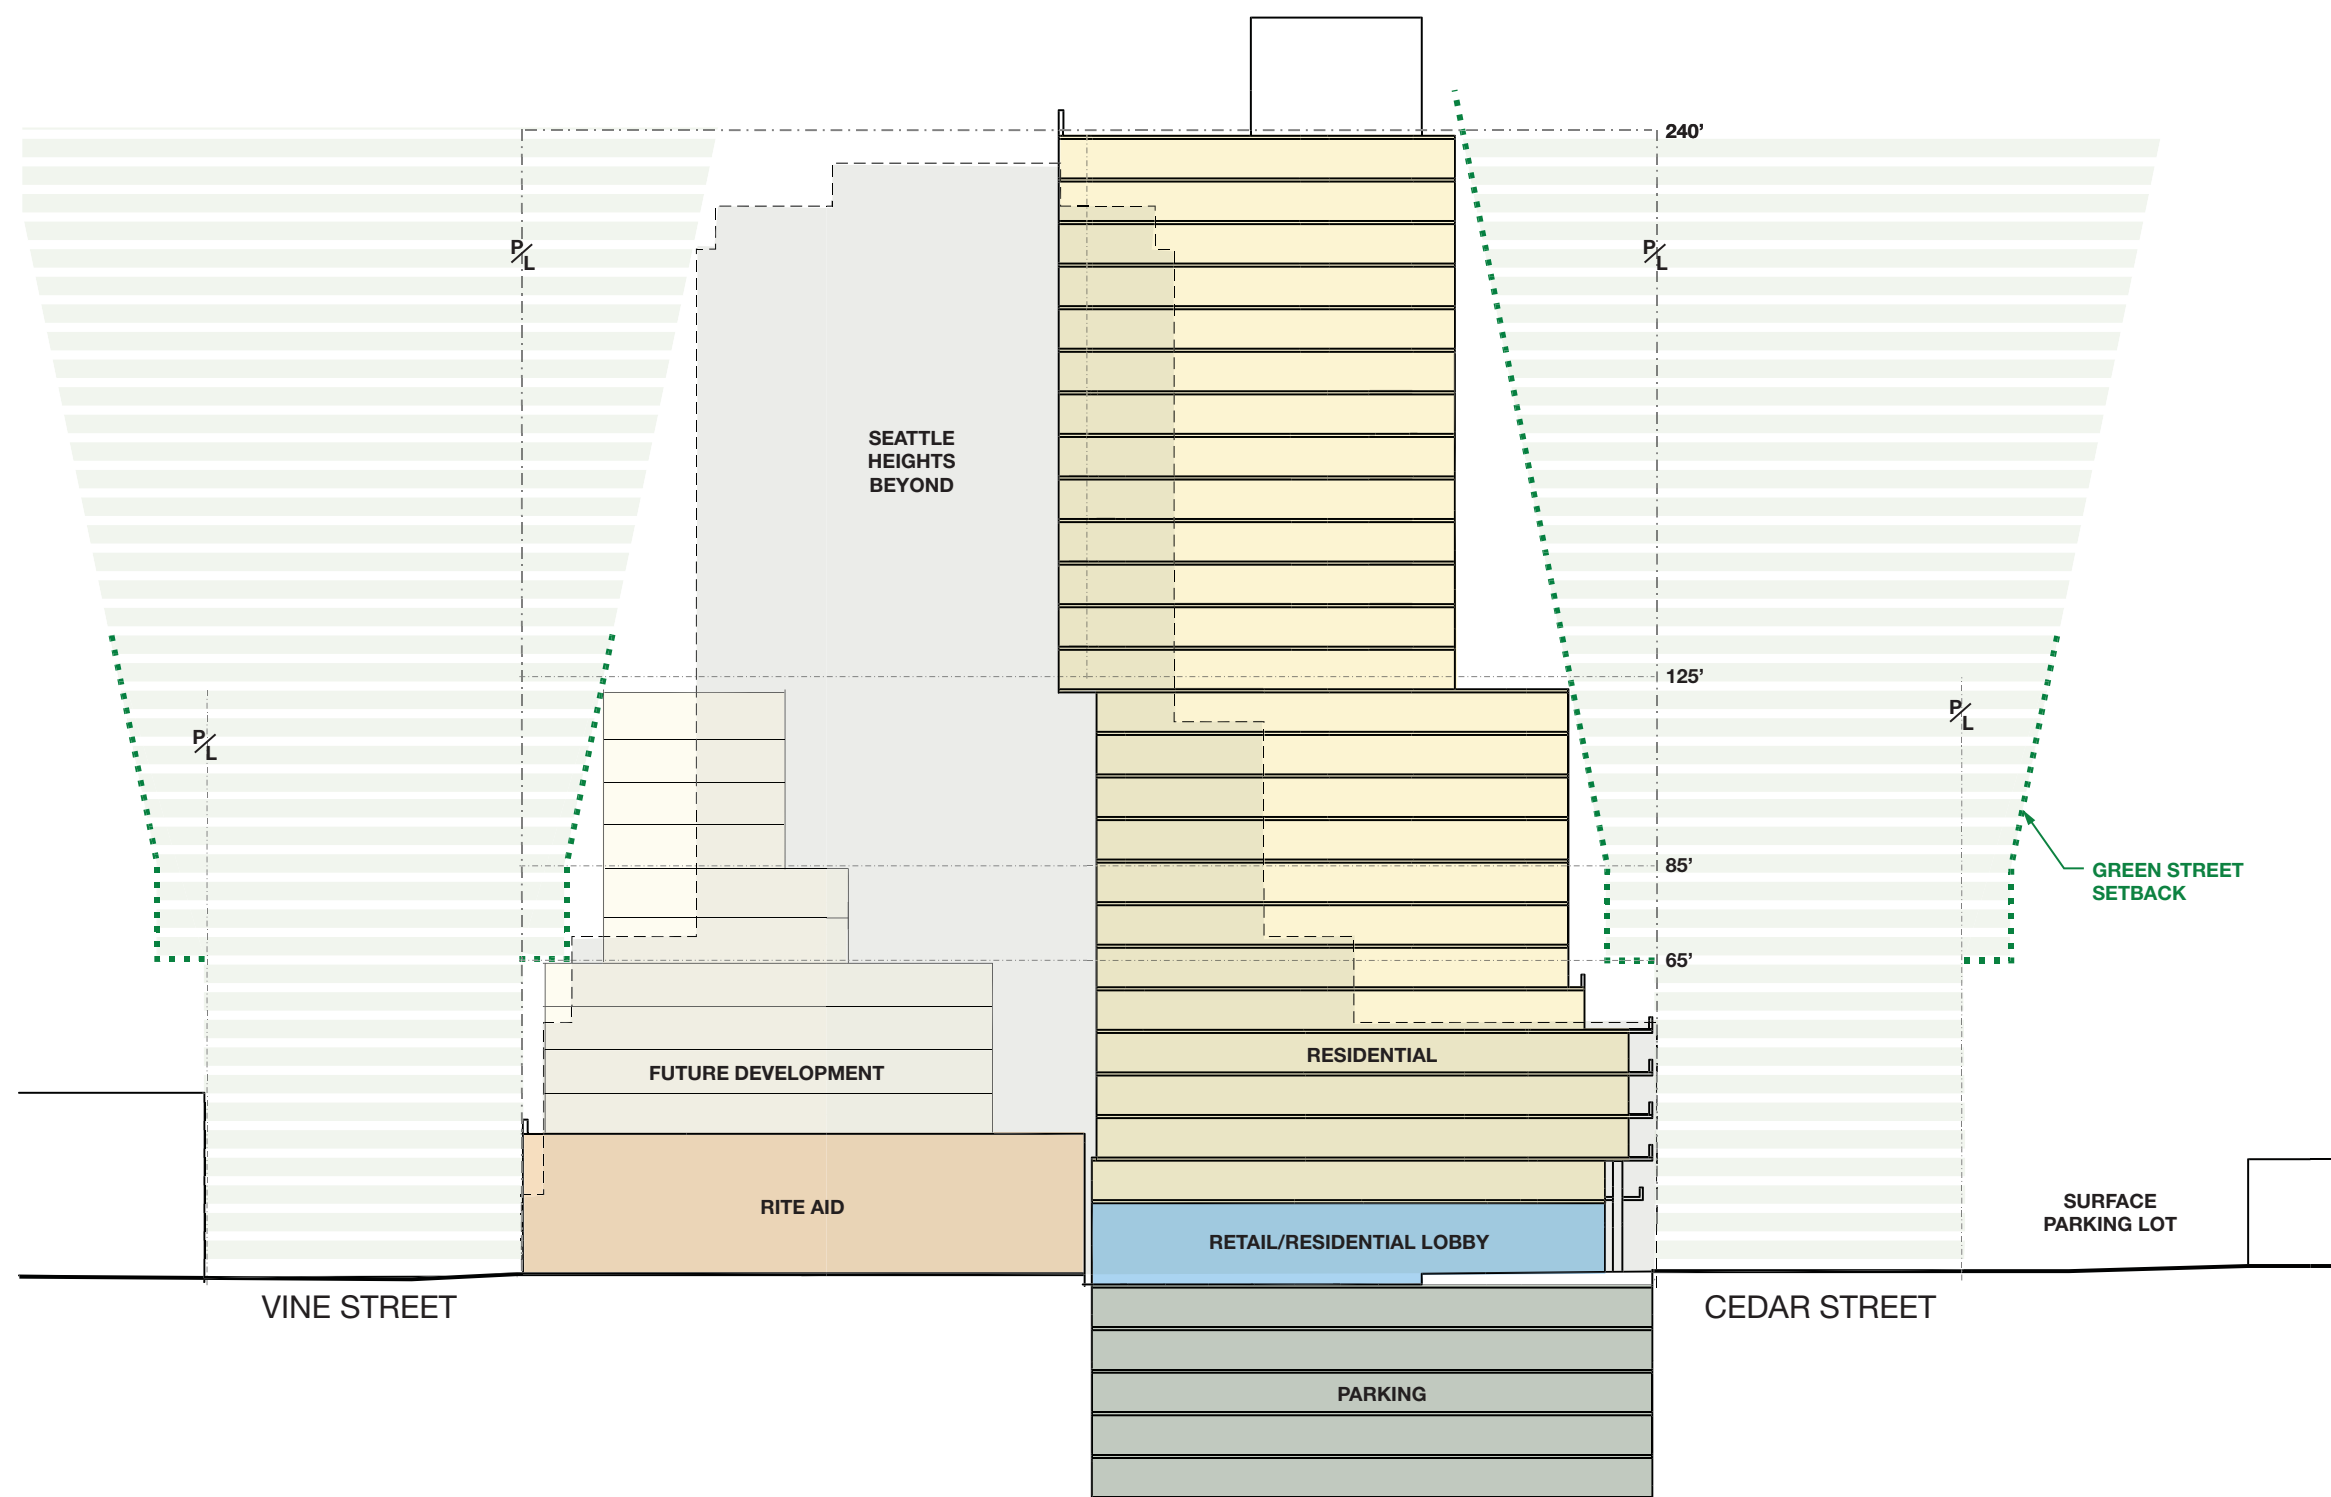 240’
P/L
P/L
SEATTLE
HEIGHTS
BEYOND
125’
P/L
P/L
85’
GREEN STREET
SETBACK
65’
RESIDENTIAL
FUTURE DEVELOPMENT
RITE AID
SURFACE
PARKING LOT
RETAIL/RESIDENTIAL LOBBY
VINE STREET
CEDAR STREET
PARKING